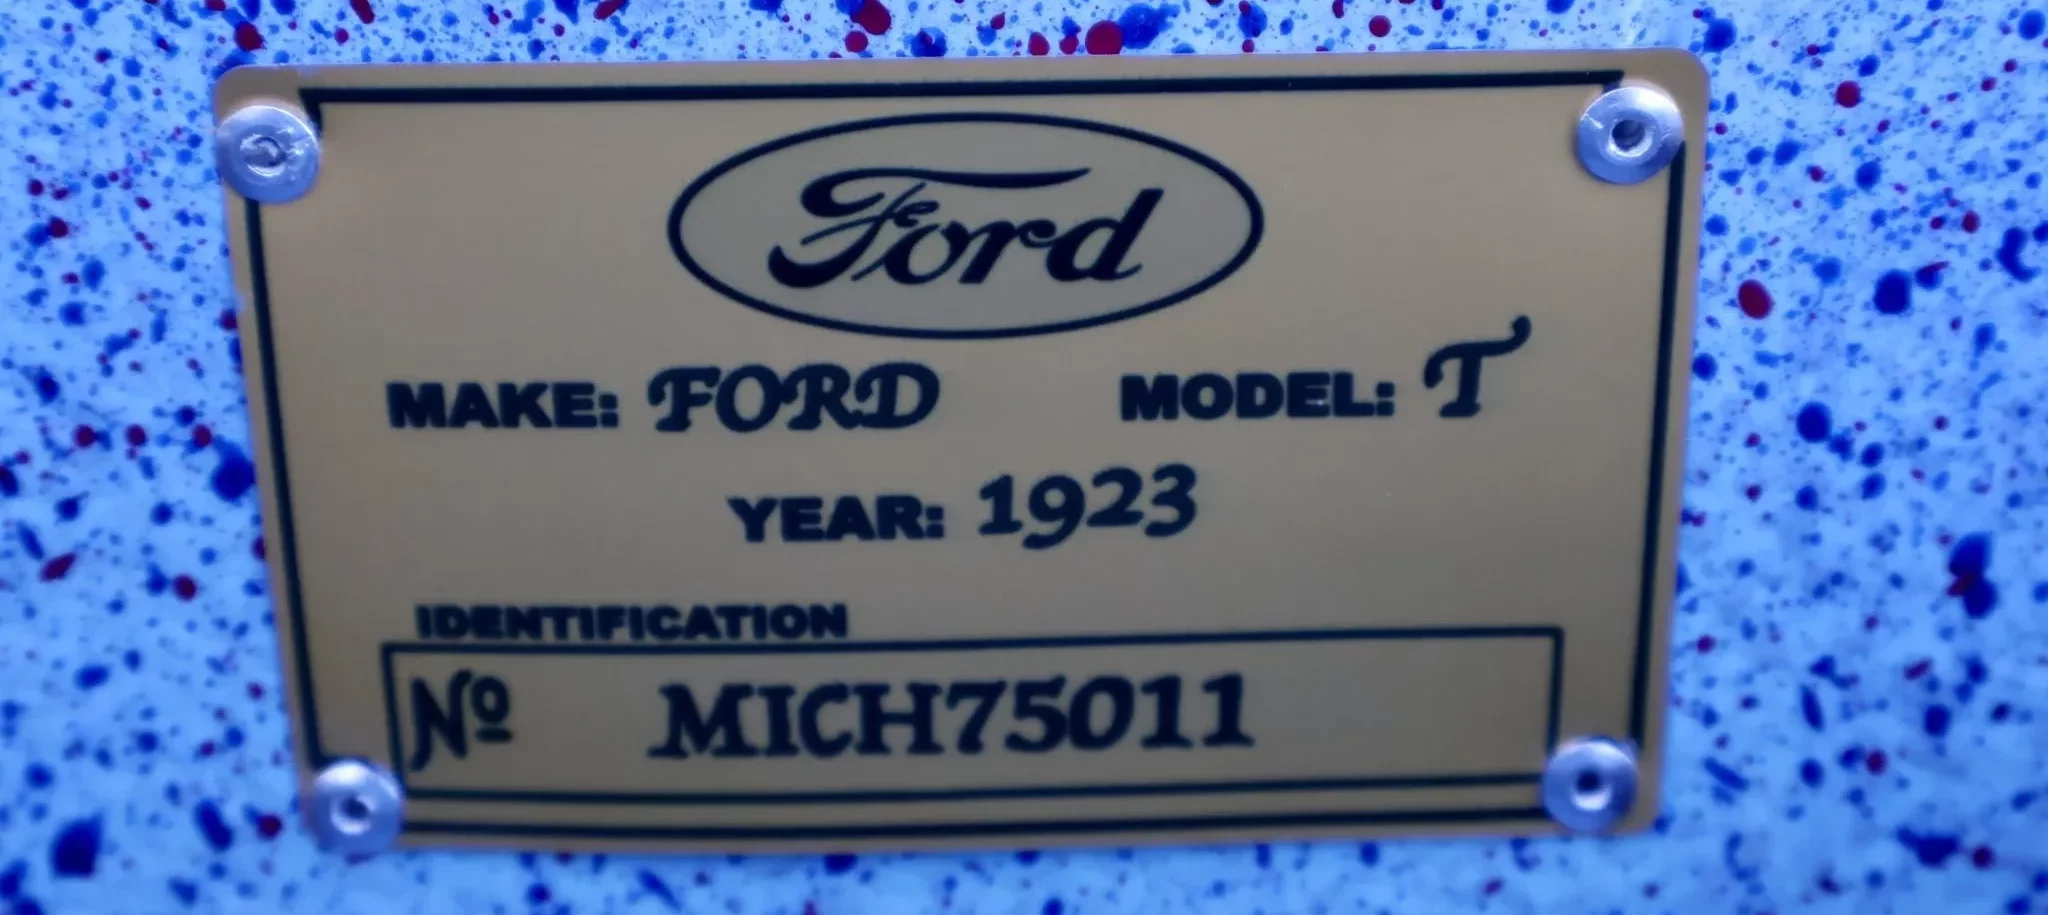 Ford
MAKE: FORD MODEL: T
YEAR: 1923
IDENTIFICATION
Nº MICH75011